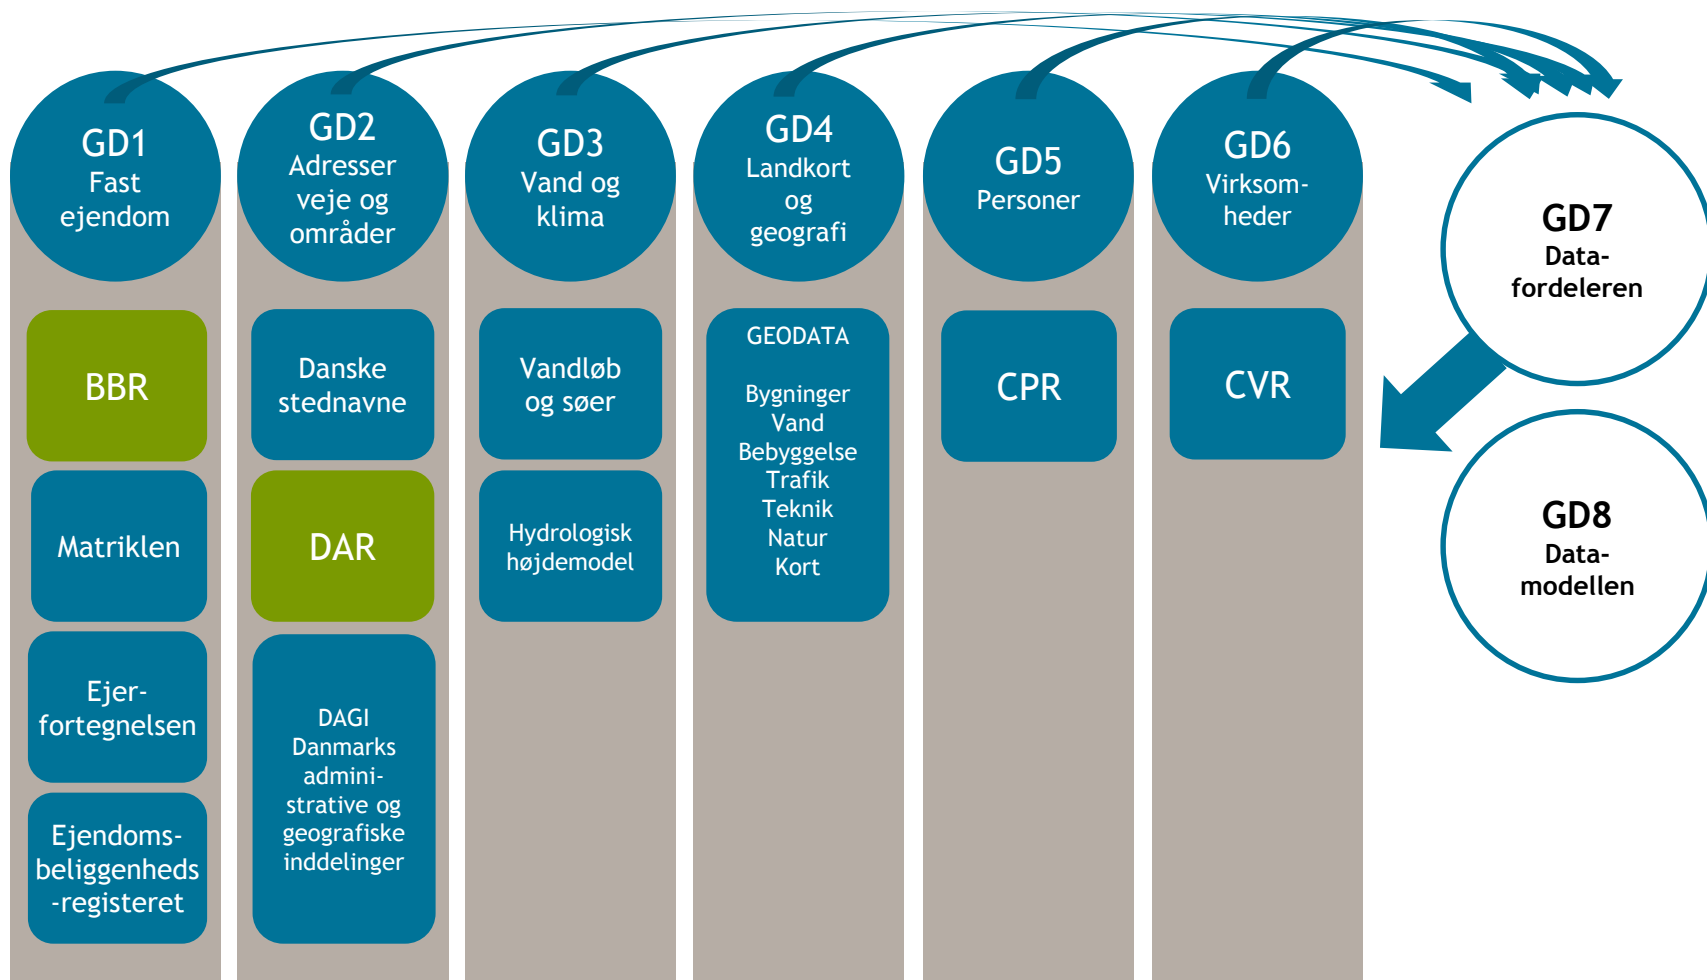 GD1
Fast
ejendom
BBR
Matriklen
Ejer-
fortegnelsen
Ejendoms-
beliggenheds
-registeret
GD2
Adresser
veje og
områder
Danske
stednavne
DAR
DAGI
Danmarks
admini-
strative og
geografiske
inddelinger
GD3
Vand og
klima
Vandløb
og søer
Hydrologisk
højdemodel
GD4
Landkort
og
geografi
GEODATA
Bygninger
Vand
Bebyggelse
Trafik
Teknik
Natur
Kort
GD5
Personer
CPR
GD6
Virksom-
heder
CVR
GD7
Data-
fordeleren
GD8
Data-
modellen